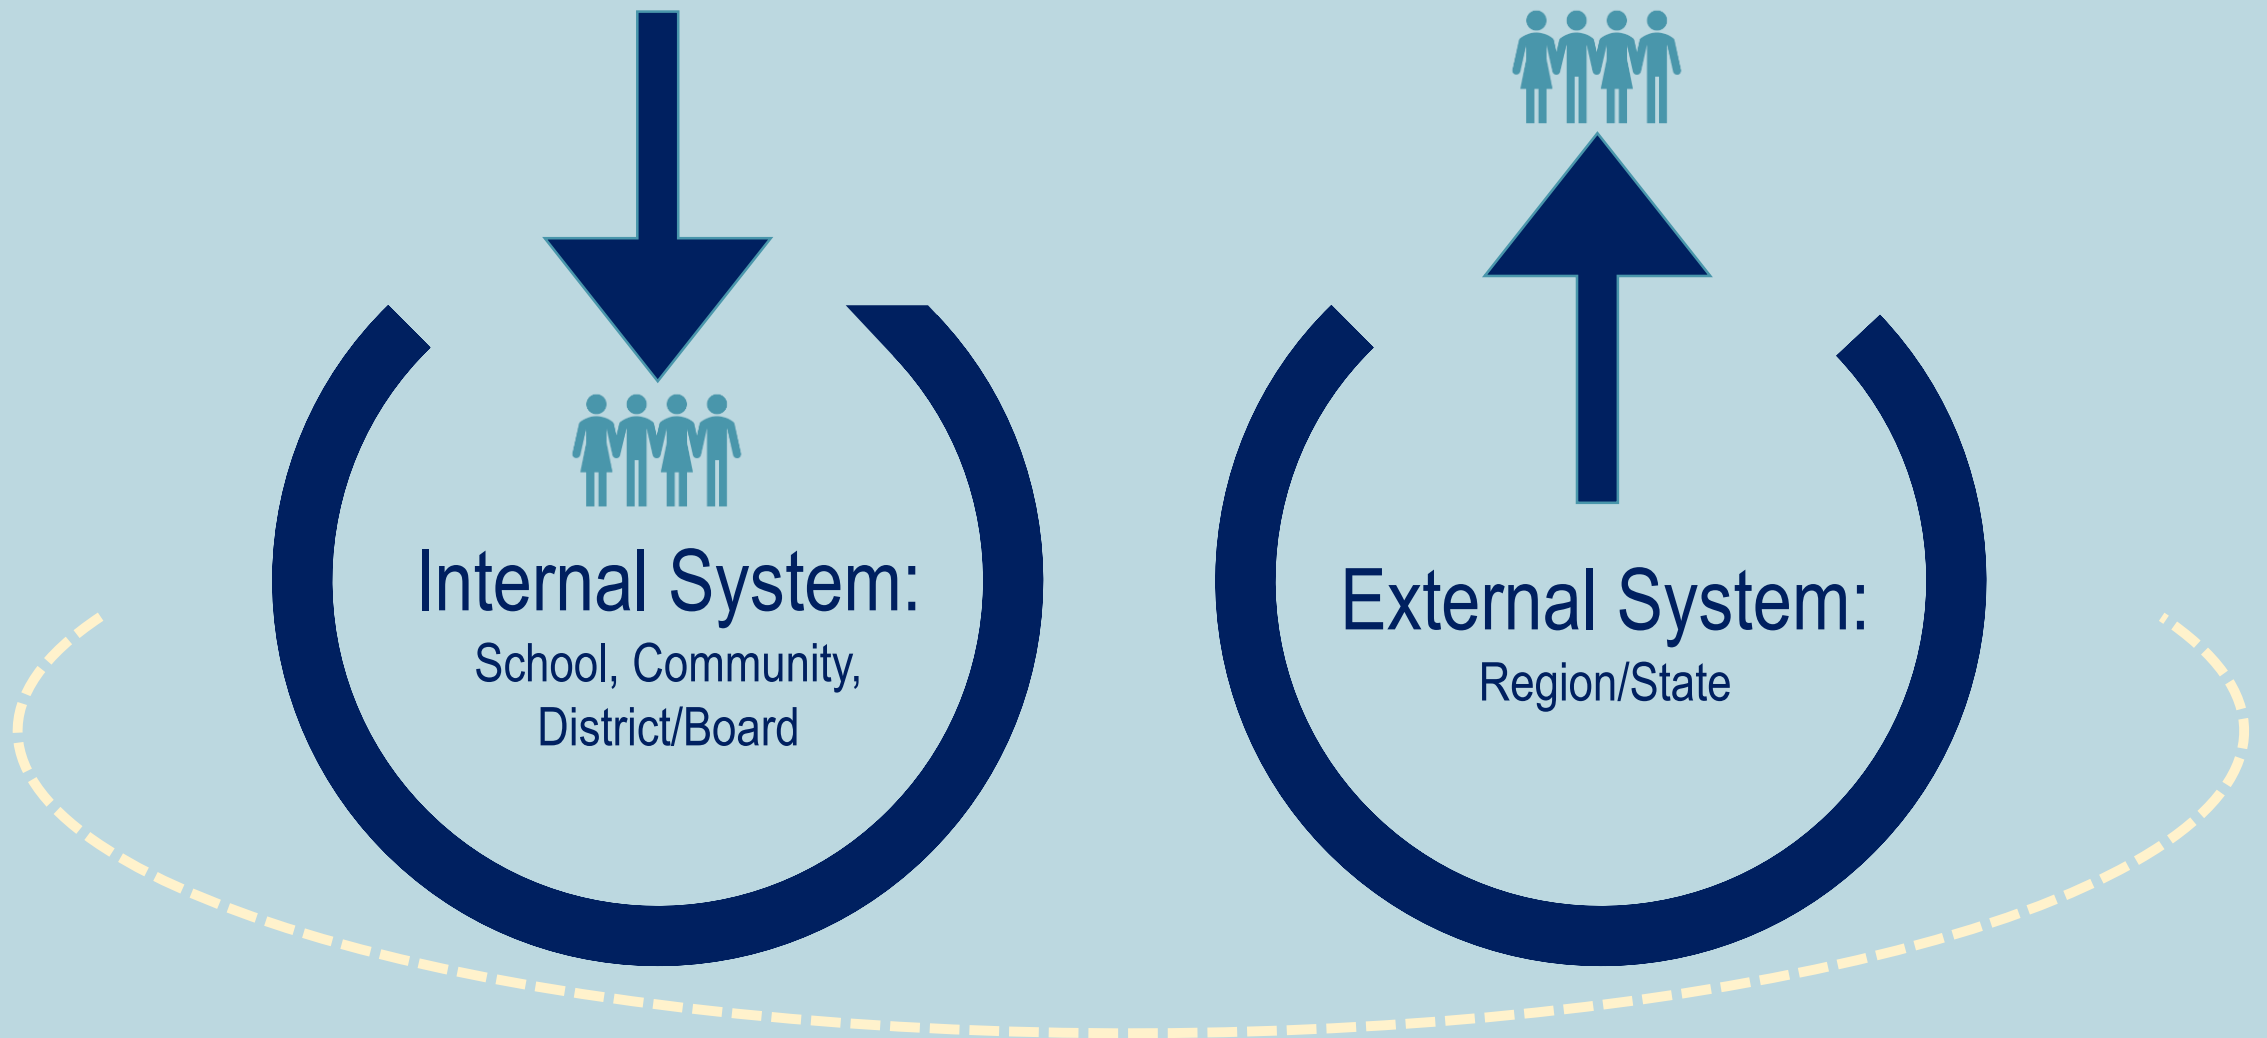 Internal System:
School, Community,
District/Board
External System:
Region/State